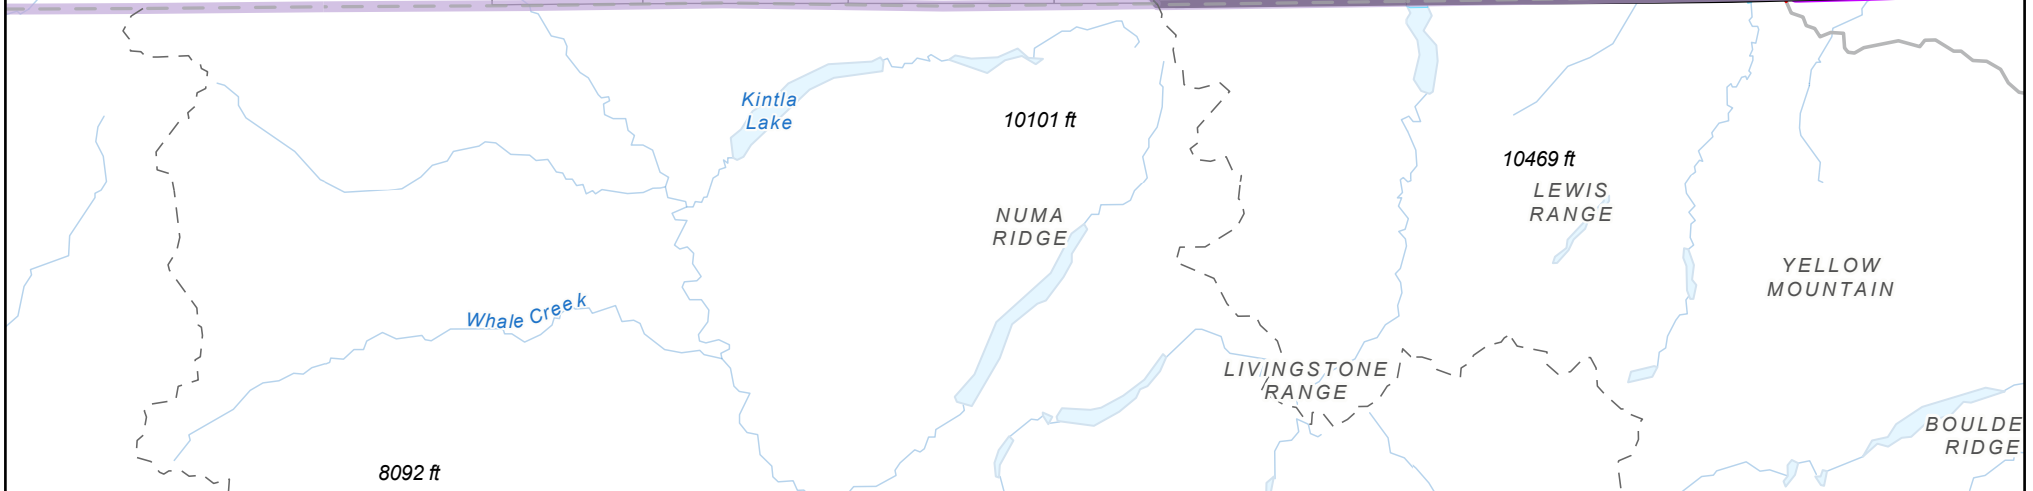 Kintla
Lake
10101 ft
10469 ft
LEWIS
RANGE
NUMA
RIDGE
YELLOW
MOUNTAIN
Whale Creek
LIVINGSTONE
RANGE
BOULDE
RIDGE
8092 ft